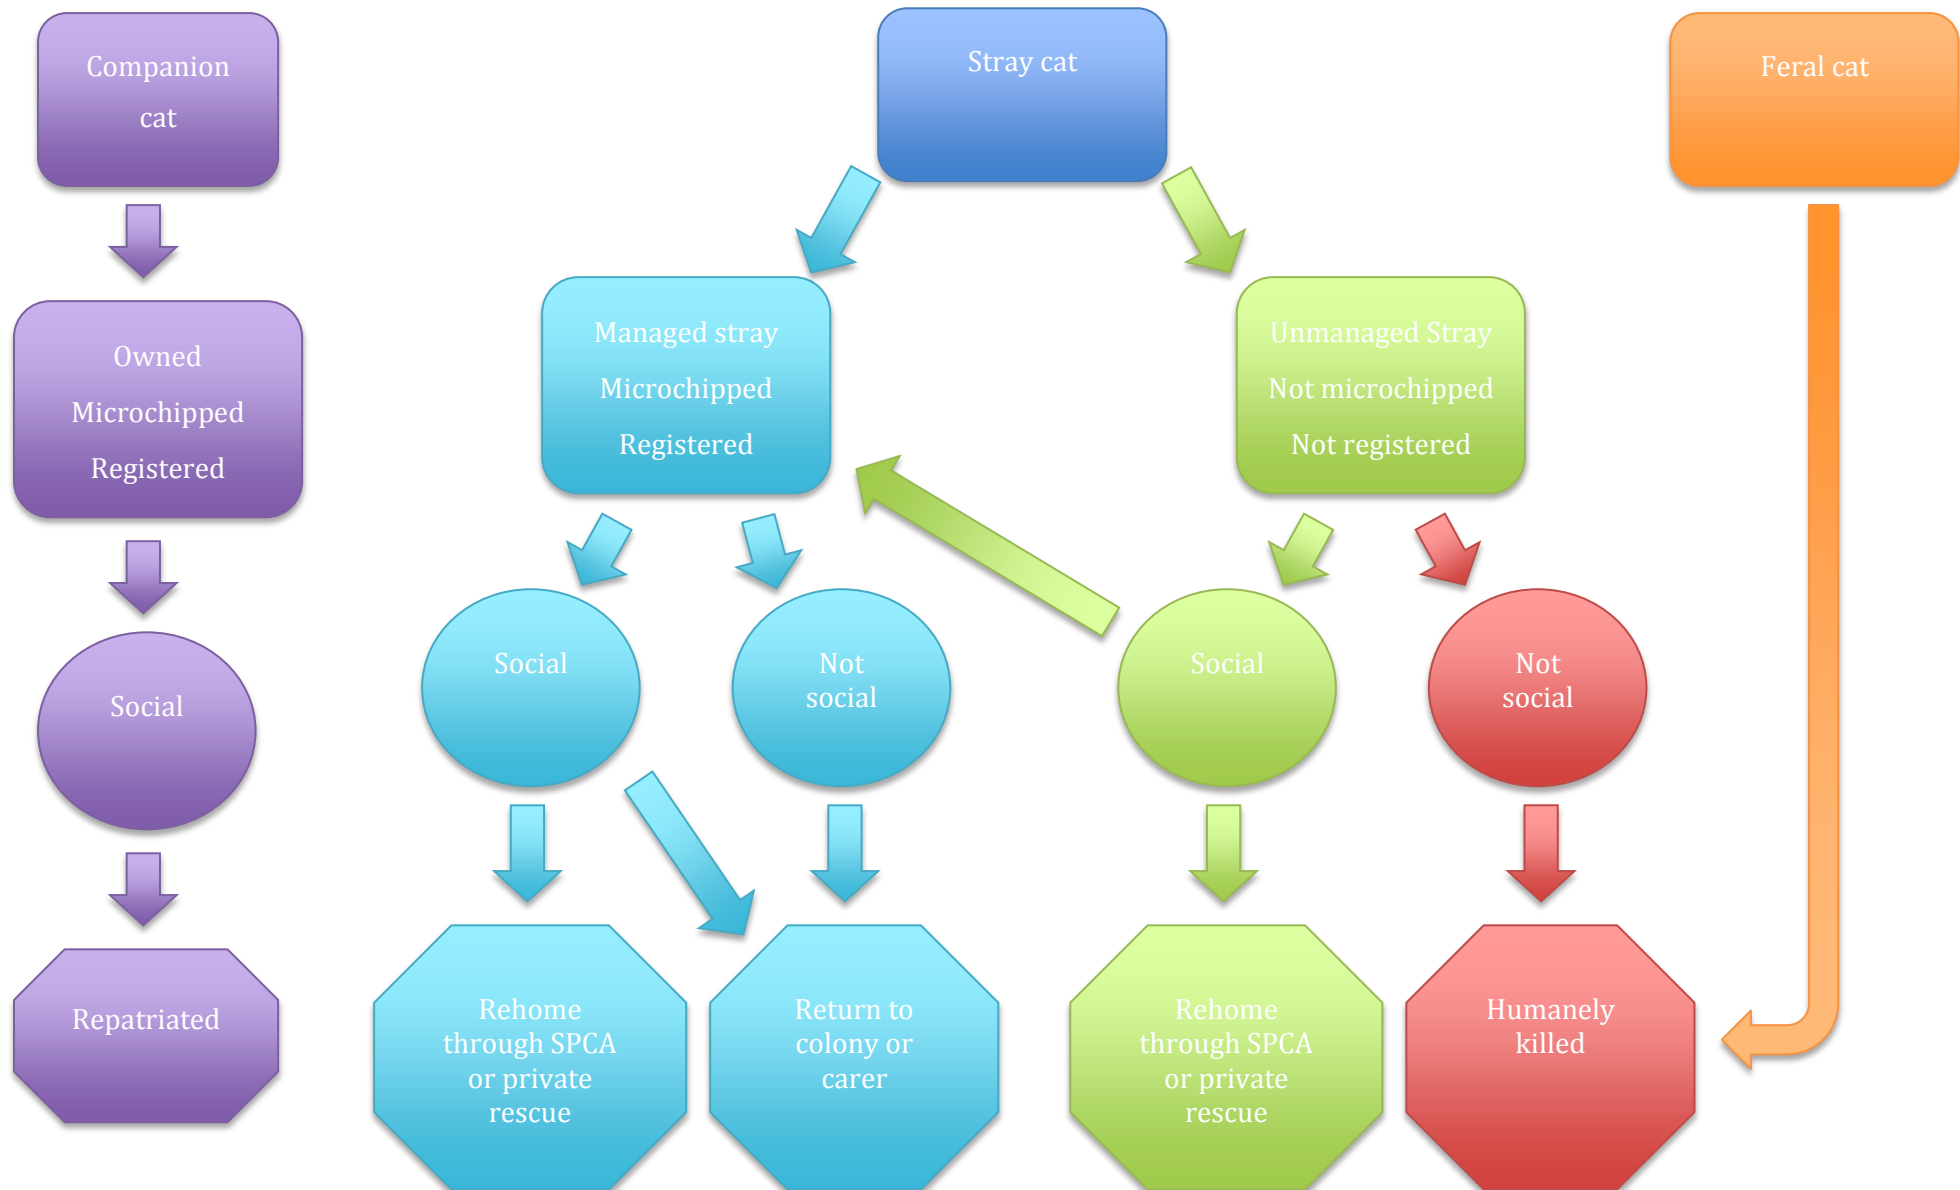 Companion
cat
Stray cat
Feral cat
Owned
Microchipped
Registered
Managed stray
Microchipped
Registered
Unmanaged Stray
Not microchipped
Not registered
Social
Social
Not
social
Social
Not
social
Repatriated
Rehome
through SPCA
or private
rescue
Return to
colony or
carer
Rehome
through SPCA
or private
rescue
Humanely
killed